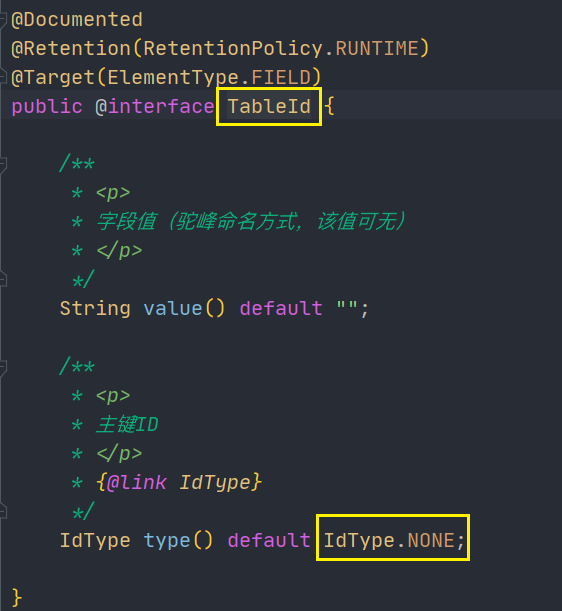 @Documented
@Retention(RetentionPolicy.RUNTIME)
@Target(ElementType.FIELD)
public @interface TableId {
/**
* <p>
* 字段值（驼峰命名方式，该值可无）
* </p>
*/
String value() default "";
/**
* <p>
* 主键ID
* </p>
* {@link IdType}
*/
IdType type() default IdType.NONE;
}